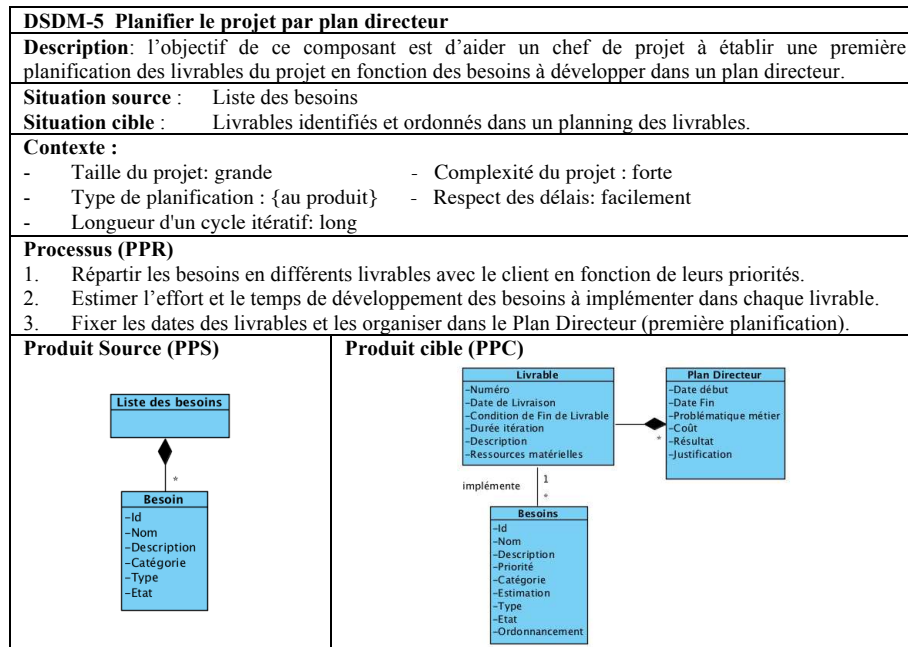 DSDM-5 Planifier le projet par plan directeur
Description: l'objectif de ce composant est d'aider un chef de projet à établir une première
planification des livrables du projet en fonction des besoins à développer dans un plan directeur.
Situation source : Liste des besoins
Situation cible : Livrables identifiés et ordonnés dans un planning des livrables.
Contexte :
- Taille du projet: grande - Complexité du projet : forte
- Type de planification : {au produit} - Respect des délais: facilement
- Longueur d'un cycle itératif: long
Processus (PPR)
1. Répartir les besoins en différents livrables avec le client en fonction de leurs priorités.
2. Estimer l'effort et le temps de développement des besoins à implémenter dans chaque livrable.
3. Fixer les dates des livrables et les organiser dans le Plan Directeur (première planification).
Produit Source (PPS)
Liste des besoins
*
Besoin
-Id
-Nom
-Description
-Catégorie
-Type
-Etat
Produit cible (PPC)
Livrable
-Numéro
-Date de Livraison
-Condition de Fin de Livrable
-Durée itération
-Description
-Ressources matérielles
*
Plan Directeur
-Date début
-Date Fin
-Problématique métier
-Coût
-Résultat
-Justification
implémente
1
*
Besoins
-Id
-Nom
-Description
-Priorité
-Catégorie
-Estimation
-Type
-Etat
-Ordonnancement